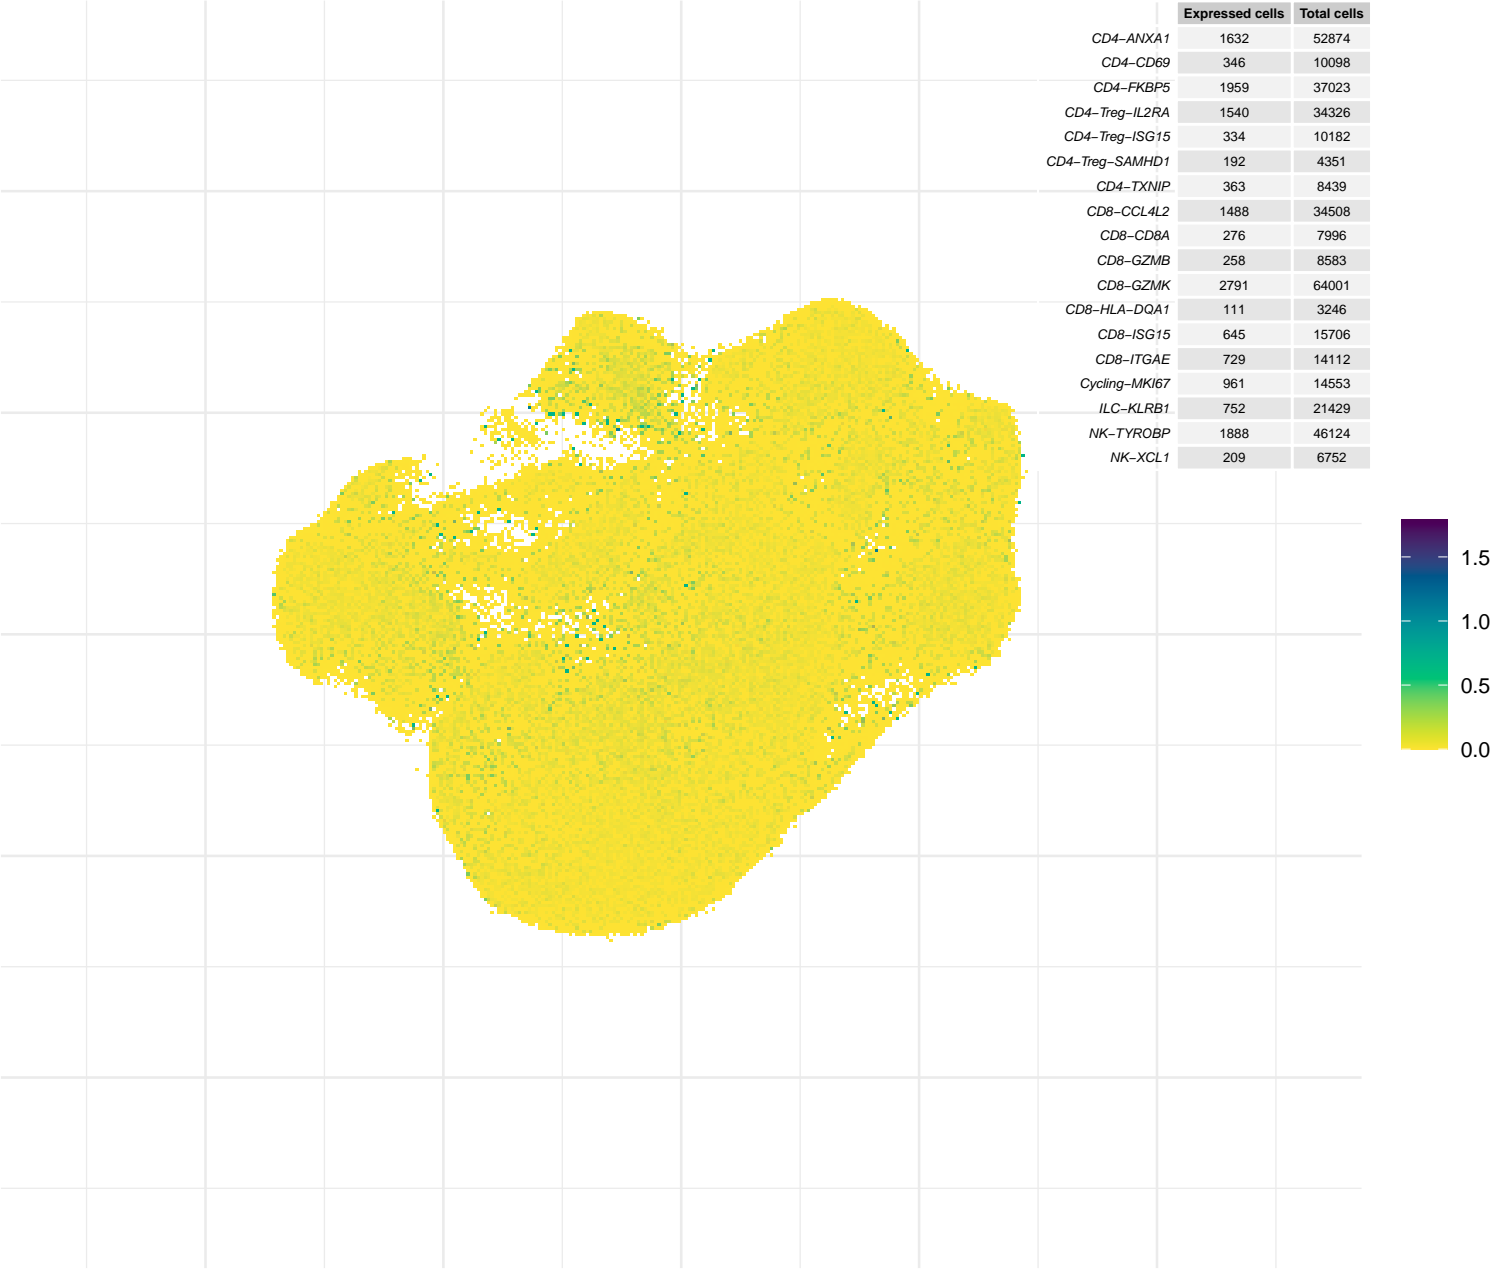 Expressed cells Total cells
CD4−ANXA1 1632 52874
CD4−CD69 346 10098
CD4−FKBP5 1959 37023
CD4−Treg−IL2RA 1540 34326
CD4−Treg−ISG15 334 10182
CD4−Treg−SAMHD1 192 4351
CD4−TXNIP 363 8439
CD8−CCL4L2 1488 34508
CD8−CD8A 276 7996
CD8−GZMB 258 8583
CD8−GZMK 2791 64001
CD8−HLA−DQA1 111 3246
CD8−ISG15 645 15706
CD8−ITGAE 729 14112
Cycling−MKI67 961 14553
ILC−KLRB1 752 21429
NK−TYROBP 1888 46124
NK−XCL1 209 6752
1.5
1.0
0.5
0.0